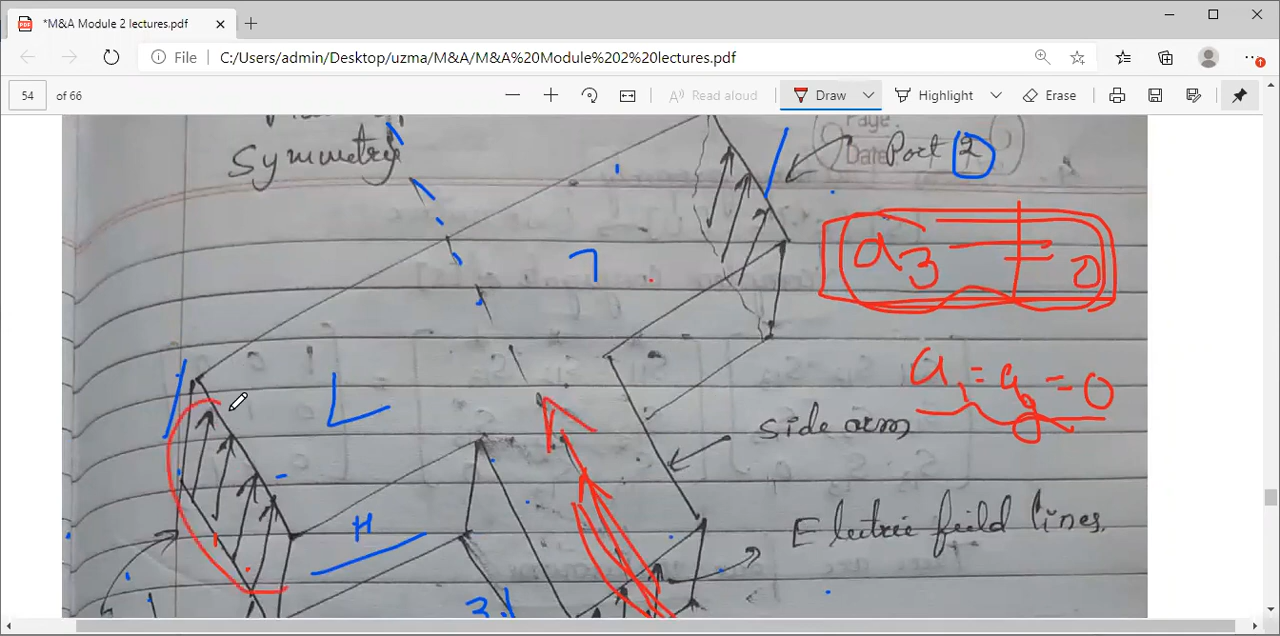 *M&A Module 2 lectures.pdf
File
C:/Users/admin/Desktop/uzma/M&A/M&A%20Module%202%20lectures.pdf
54 of 66
Read aloud
Draw
Highlight
Erase
Page:
Date
Port 2
Symmetry
a3 = 0
a1 = a2 = 0
side arm
H
Electric field lines.
3